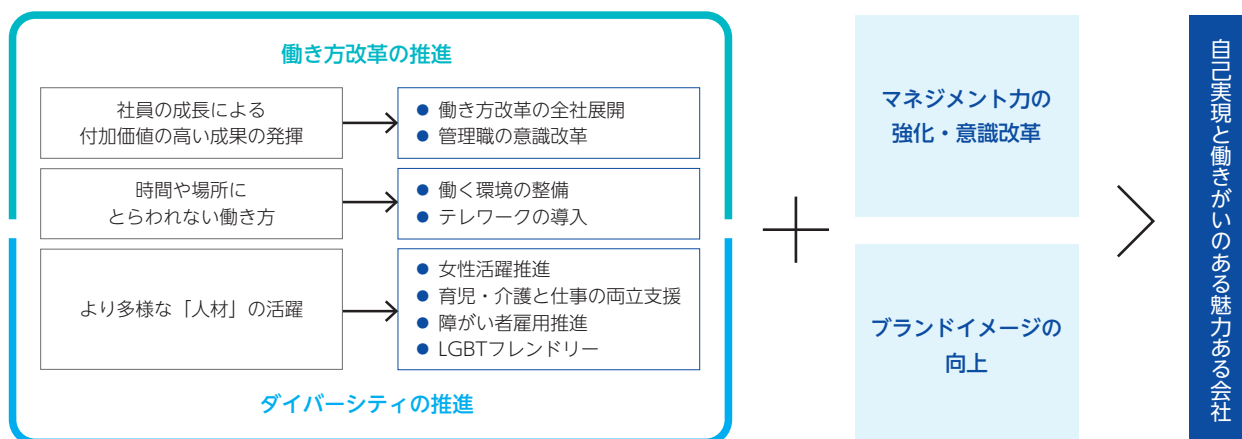 働き方改革の推進
社員の成長による
付加価値の高い成果の発揮
● 働き方改革の全社展開
● 管理職の意識改革
時間や場所に
とらわれない働き方
● 働く環境の整備
● テレワークの導入
より多様な「人材」の活躍
● 女性活躍推進
● 育児・介護と仕事の両立支援
● 障がい者雇用推進
● LGBTフレンドリー
ダイバーシティの推進
マネジメント力の
強化・意識改革
ブランドイメージの
向上
自己実現と働きがいのある魅力ある会社